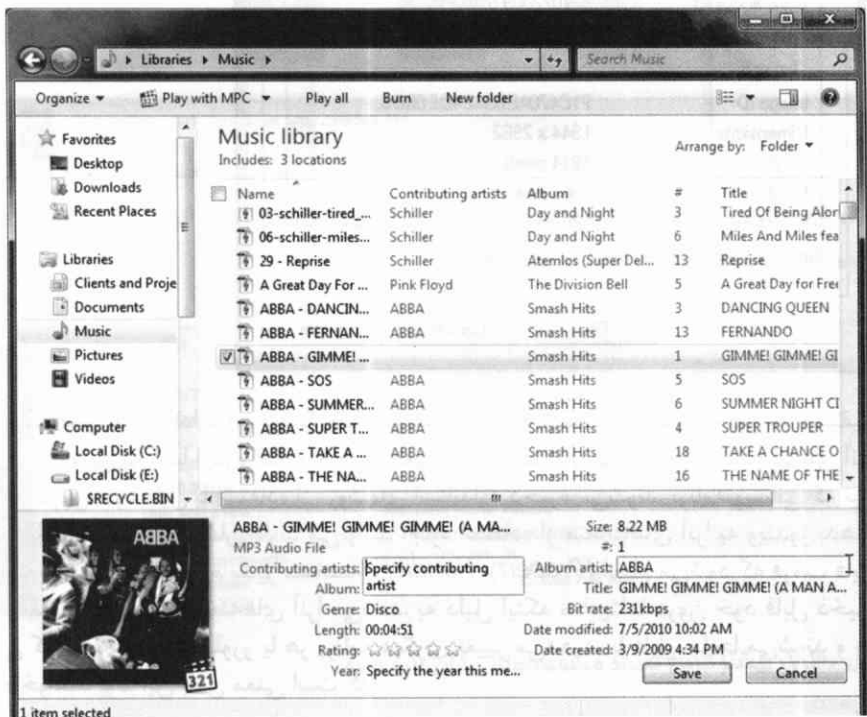 Libraries ▸ Music ▸ Search Music
Organize Play with MPC Play all Burn New folder
Favorites
Desktop
Downloads
Recent Places
Libraries
Clients and Proje
Documents
Music
Pictures
Videos
Computer
Local Disk (C:)
Local Disk (E:)
$RECYCLE.BIN
Music library
Includes: 3 locations
Arrange by: Folder
Name Contributing artists Album # Title
03-schiller-tired_... Schiller Day and Night 3 Tired Of Being Alor
06-schiller-miles... Schiller Day and Night 6 Miles And Miles fea
29 - Reprise Schiller Atemlos (Super Del... 13 Reprise
A Great Day For ... Pink Floyd The Division Bell 5 A Great Day for Free
ABBA - DANCIN... ABBA Smash Hits 3 DANCING QUEEN
ABBA - FERNAN... ABBA Smash Hits 13 FERNANDO
ABBA - GIMME! ... Smash Hits 1 GIMME! GIMME! GI
ABBA - SOS ABBA Smash Hits 5 SOS
ABBA - SUMMER... ABBA Smash Hits 6 SUMMER NIGHT CI
ABBA - SUPER T... ABBA Smash Hits 4 SUPER TROUPER
ABBA - TAKE A ... ABBA Smash Hits 18 TAKE A CHANCE O
ABBA - THE NA... ABBA Smash Hits 16 THE NAME OF THE
ABBA
321
ABBA - GIMME! GIMME! GIMME! (A MA...
MP3 Audio File
Contributing artists: Specify contributing
artist
Album:
Genre: Disco
Length: 00:04:51
Rating:
Year: Specify the year this me...
Size: 8.22 MB
#: 1
Album artist: ABBA
Title: GIMME! GIMME! GIMME! (A MAN A...
Bit rate: 231kbps
Date modified: 7/5/2010 10:02 AM
Date created: 3/9/2009 4:34 PM
Save Cancel
1 item selected